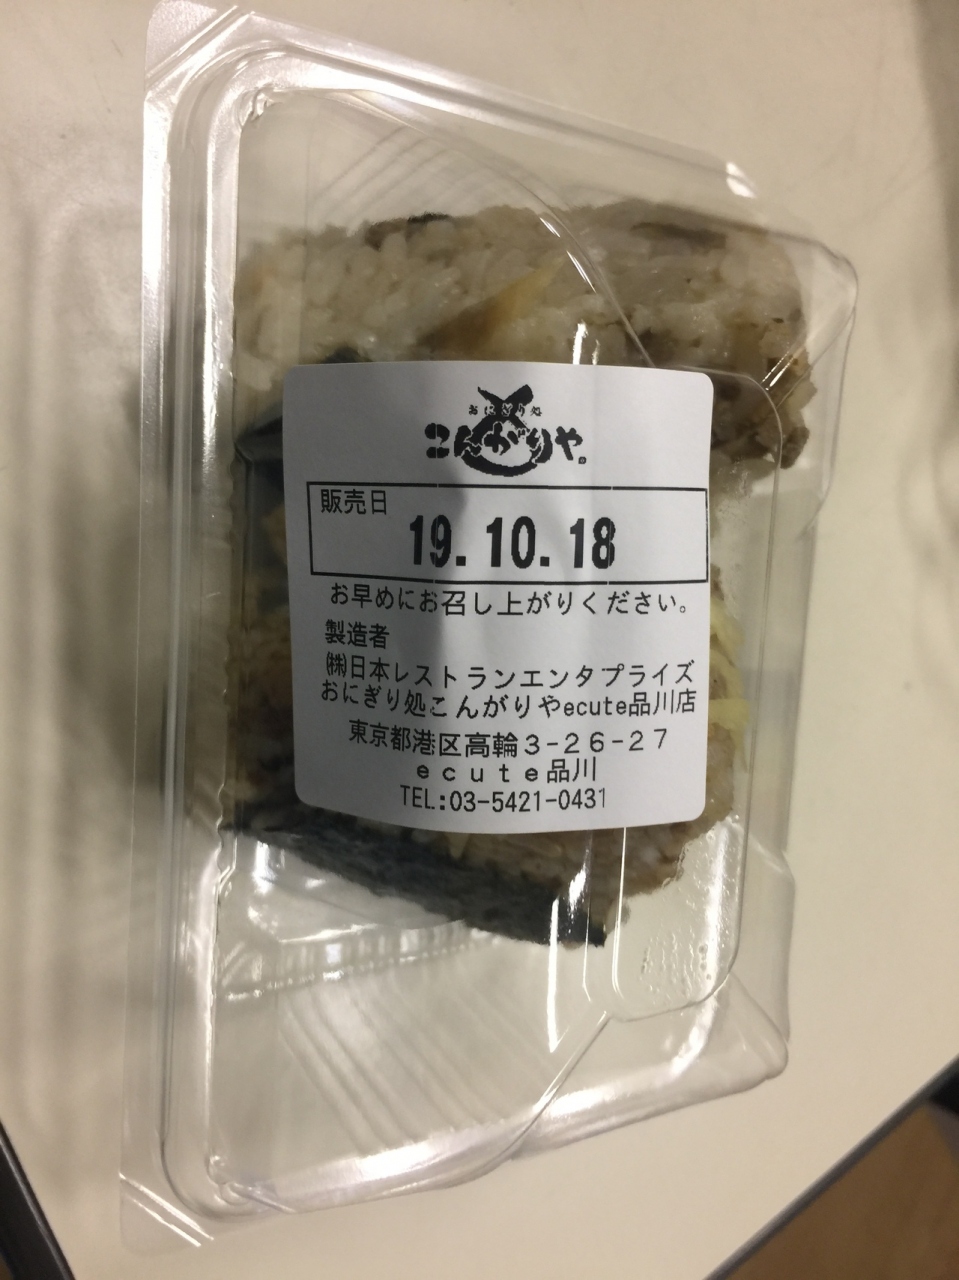 おにぎり処
こんがりや。
販売日
19.10.18
お早めにお召し上がりください。
製造者
㈱日本レストランエンタプライズ
おにぎり処こんがりやecute品川店
東京都港区高輪3-26-27
ecute品川
TEL:03-5421-0431